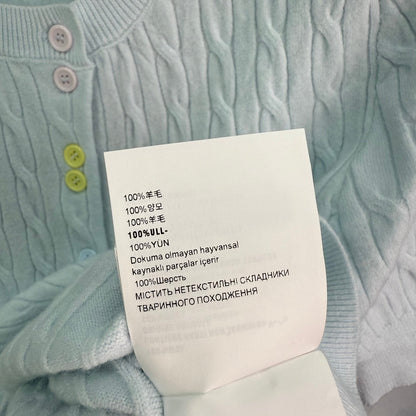 100%羊毛
100%양모
100%羊毛
100%ULL-
100%YÜN
Dokuma olmayan hayvansal
kaynaklı parçalar içerir
100%Шерсть
МІСТИТЬ НЕТЕКСТИЛЬНІ СКЛАДНИКИ
ТВАРИННОГО ПОХОДЖЕННЯ